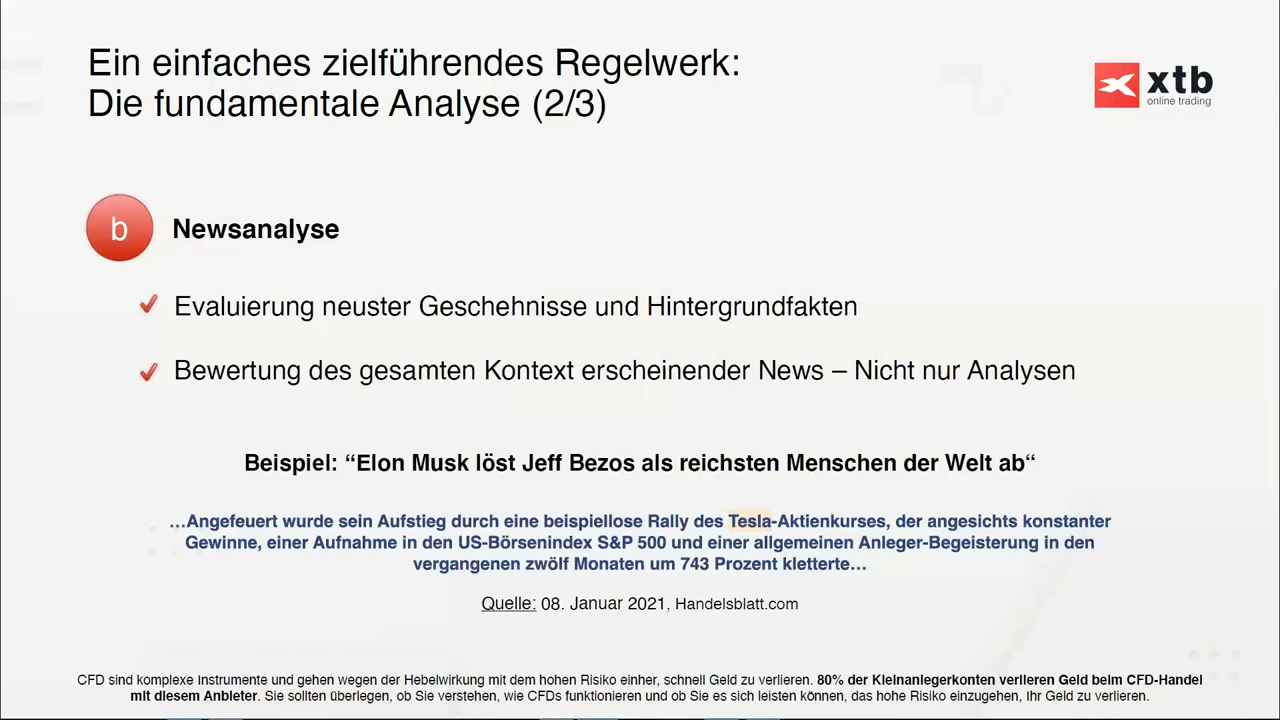 Ein einfaches zielführendes Regelwerk:
Die fundamentale Analyse (2/3)
xtb
online trading
b
Newsanalyse
Evaluierung neuster Geschehnisse und Hintergrundfakten
Bewertung des gesamten Kontext erscheinender News – Nicht nur Analysen
Beispiel: “Elon Musk löst Jeff Bezos als reichsten Menschen der Welt ab“
…Angefeuert wurde sein Aufstieg durch eine beispiellose Rally des Tesla-Aktienkurses, der angesichts konstanter
Gewinne, einer Aufnahme in den US-Börsenindex S&P 500 und einer allgemeinen Anleger-Begeisterung in den
vergangenen zwölf Monaten um 743 Prozent kletterte…
Quelle: 08. Januar 2021, Handelsblatt.com
CFD sind komplexe Instrumente und gehen wegen der Hebelwirkung mit dem hohen Risiko einher, schnell Geld zu verlieren. 80% der Kleinanlegerkonten verlieren Geld beim CFD-Handel
mit diesem Anbieter. Sie sollten überlegen, ob Sie verstehen, wie CFDs funktionieren und ob Sie es sich leisten können, das hohe Risiko einzugehen, Ihr Geld zu verlieren.